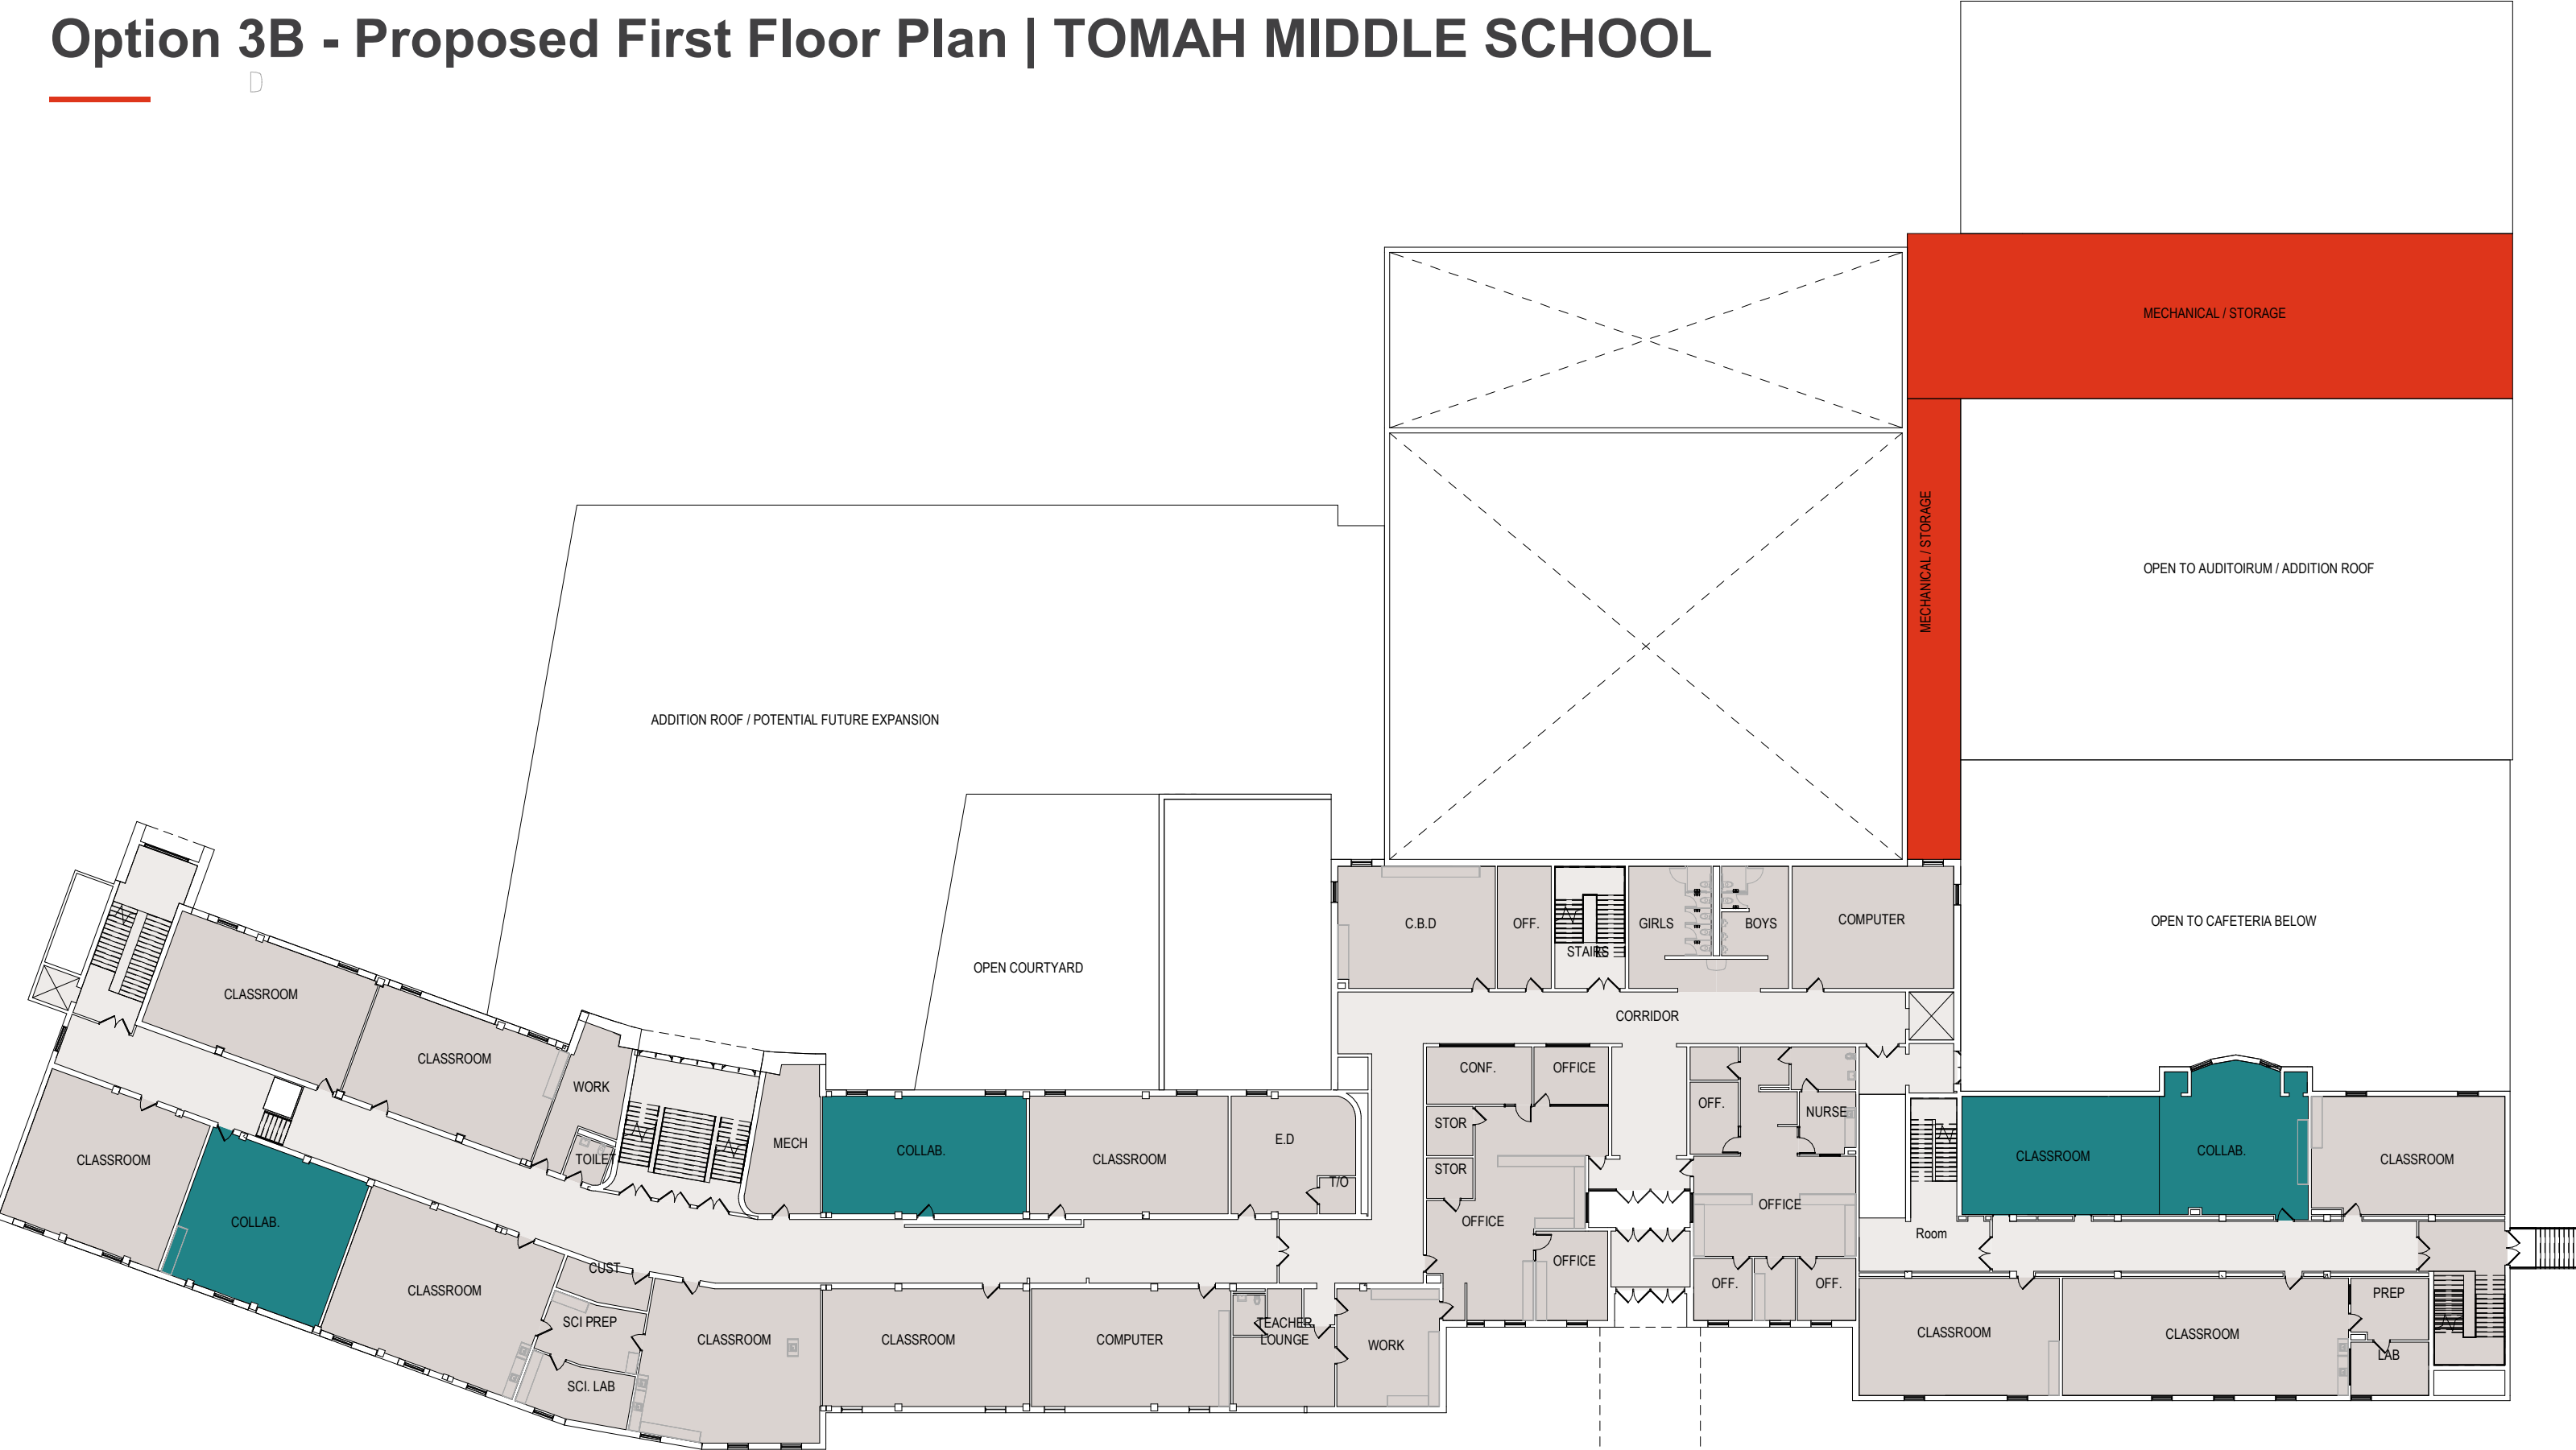 Option 3B - Proposed First Floor Plan | TOMAH MIDDLE SCHOOL
D
MECHANICAL / STORAGE
MECHANICAL / STORAGE
OPEN TO AUDITOIRUM / ADDITION ROOF
ADDITION ROOF / POTENTIAL FUTURE EXPANSION
OPEN TO CAFETERIA BELOW
OPEN COURTYARD
C.B.D
OFF.
STAIRS
GIRLS
BOYS
COMPUTER
CORRIDOR
CLASSROOM
CLASSROOM
WORK
TOILET
MECH
COLLAB.
CLASSROOM
E.D
T/O
CONF.
OFFICE
STOR
STOR
OFFICE
OFFICE
OFF.
NURSE
OFFICE
OFF.
OFF.
Room
CLASSROOM
COLLAB.
CLASSROOM
CLASSROOM
COLLAB.
CLASSROOM
CUST
SCI PREP
SCI. LAB
CLASSROOM
CLASSROOM
COMPUTER
TEACHER
LOUNGE
WORK
CLASSROOM
CLASSROOM
PREP
LAB